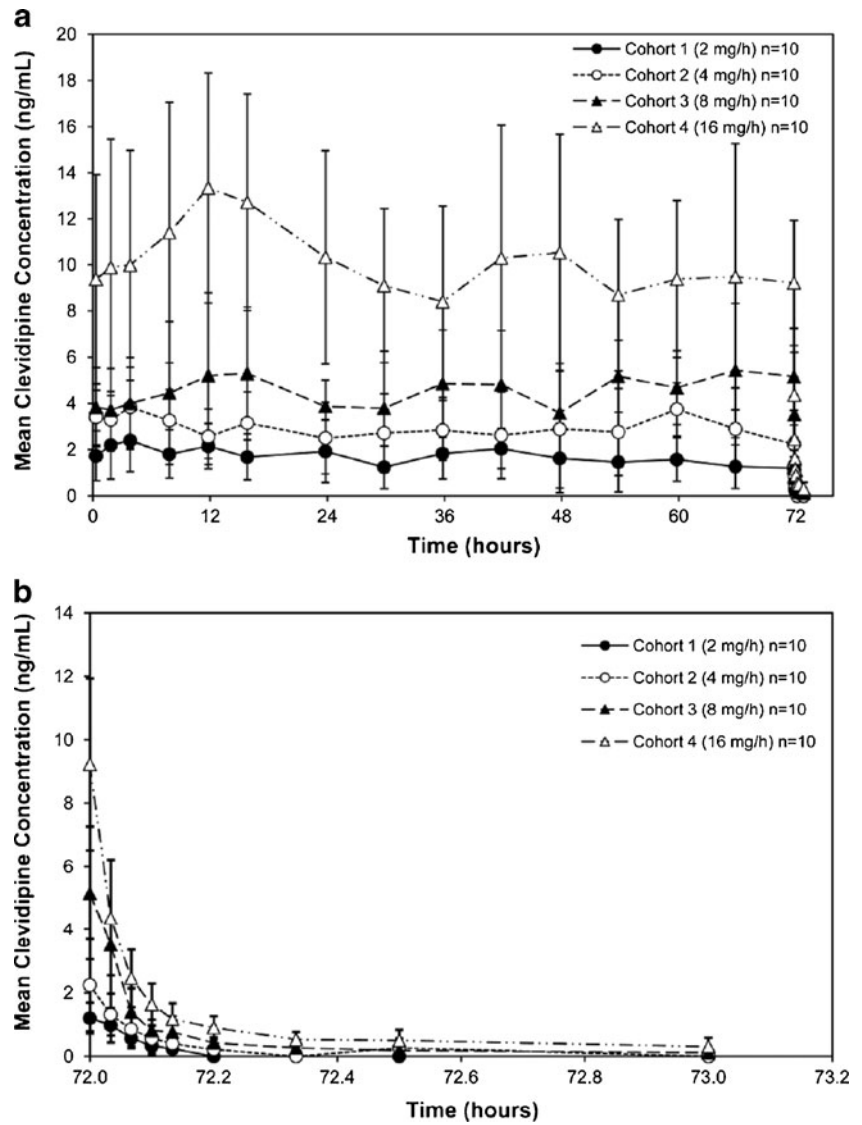 a
Mean Clevidipine Concentration (ng/mL)
20
18
16
14
12
10
8
6
4
2
0
Cohort 1 (2 mg/h) n=10
Cohort 2 (4 mg/h) n=10
Cohort 3 (8 mg/h) n=10
Cohort 4 (16 mg/h) n=10
0 12 24 36 48 60 72
Time (hours)
b
Mean Clevidipine Concentration (ng/mL)
14
12
10
8
6
4
2
0
Cohort 1 (2 mg/h) n=10
Cohort 2 (4 mg/h) n=10
Cohort 3 (8 mg/h) n=10
Cohort 4 (16 mg/h) n=10
72.0 72.2 72.4 72.6 72.8 73.0 73.2
Time (hours)